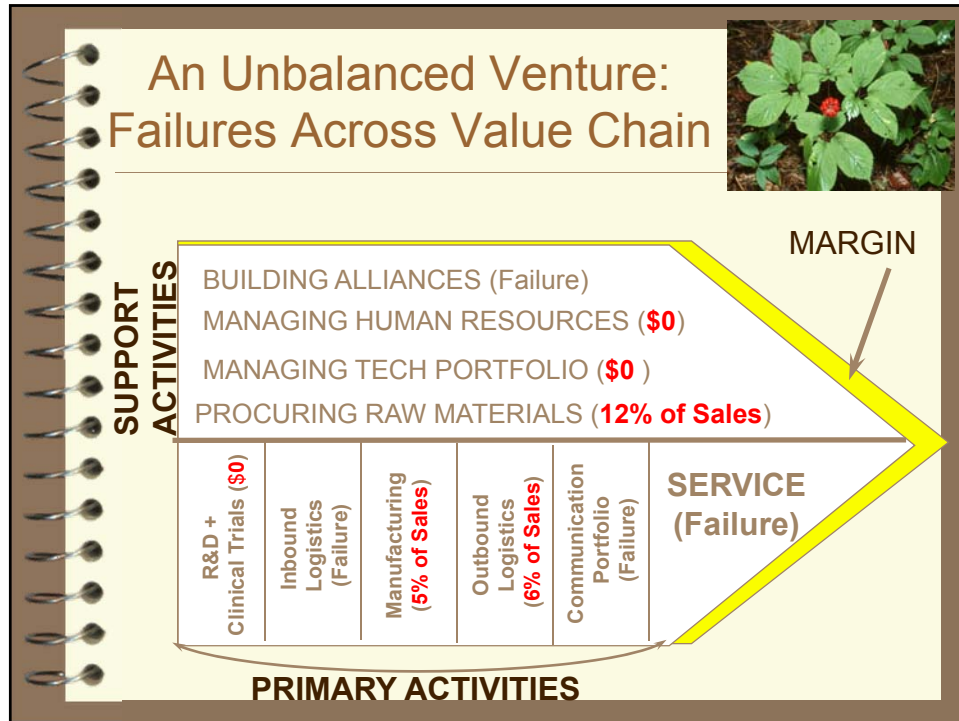 An Unbalanced Venture:
Failures Across Value Chain
MARGIN
SUPPORT
ACTIVITIES
BUILDING ALLIANCES (Failure)
MANAGING HUMAN RESOURCES ($0)
MANAGING TECH PORTFOLIO ($0 )
PROCURING RAW MATERIALS (12% of Sales)
R&D +
Clinical Trials ($0)
Inbound
Logistics
(Failure)
Manufacturing
(5% of Sales)
Outbound
Logistics
(6% of Sales)
Communication
Portfolio
(Failure)
SERVICE
(Failure)
PRIMARY ACTIVITIES